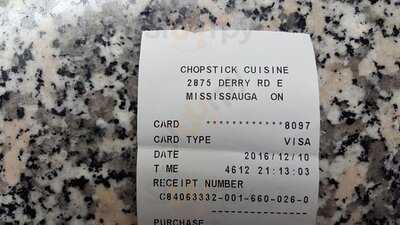 CHOPSTICK CUISINE
2875 DERRY RD E
MISSISSAUGA ON
CARD ************8097
CARD TYPE VISA
DATE 2016/12/10
T ME 4612 21:13:03
RECEIPT NUMBER
C84063332-001-660-026-0
---------------
PURCHASE